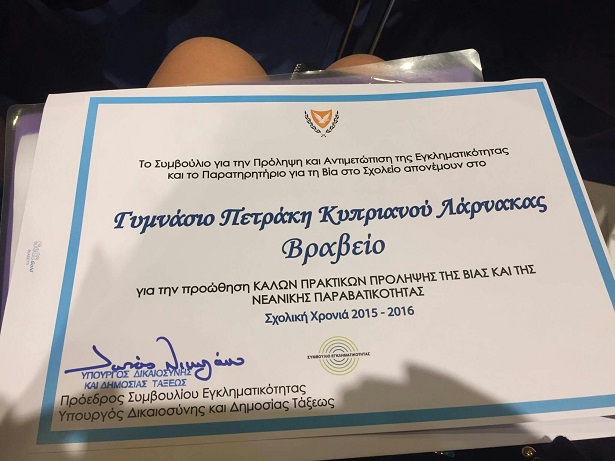 Το Συμβούλιο για την Πρόληψη και Αντιμετώπιση της Εγκληματικότητας
και το Παρατηρητήριο για τη Βία στο Σχολείο απονέμουν στο
Γυμνάσιο Πετράκη Κυπριανού Λάρνακας
Βραβείο
για την προώθηση ΚΑΛΩΝ ΠΡΑΚΤΙΚΩΝ ΠΡΟΛΗΨΗΣ ΤΗΣ ΒΙΑΣ ΚΑΙ ΤΗΣ
ΝΕΑΝΙΚΗΣ ΠΑΡΑΒΑΤΙΚΟΤΗΤΑΣ
Σχολική Χρονιά 2015 - 2016
ΣΥΜΒΟΥΛΙΟ ΕΓΚΛΗΜΑΤΙΚΟΤΗΤΑΣ
ΥΠΟΥΡΓΟΣ ΔΙΚΑΙΟΣΥΝΗΣ
ΚΑΙ ΔΗΜΟΣΙΑΣ ΤΑΞΕΩΣ
Πρόεδρος Συμβουλίου Εγκληματικότητας
Υπουργός Δικαιοσύνης και Δημοσίας Τάξεως